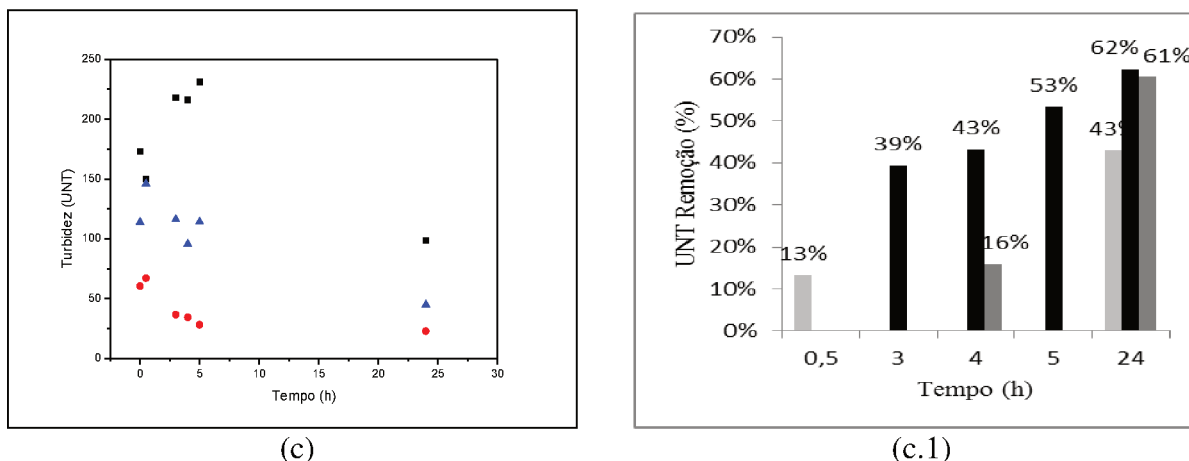 250
200
150
100
50
0
Turbidez (UNT)
0 5 10 15 20 25 30
Tempo (h)
(c)
70%
60%
50%
40%
30%
20%
10%
0%
UNT Remoção (%)
13%
39%
43%
16%
53%
43%
62%
61%
0,5 3 4 5 24
Tempo (h)
(c.1)